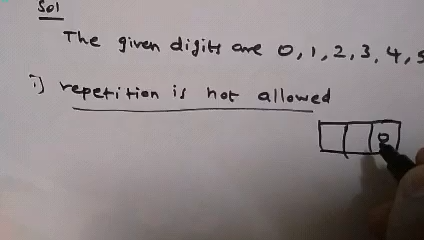 Sol
The given digits are 0, 1, 2, 3, 4, 5
i) repetition is not allowed
0